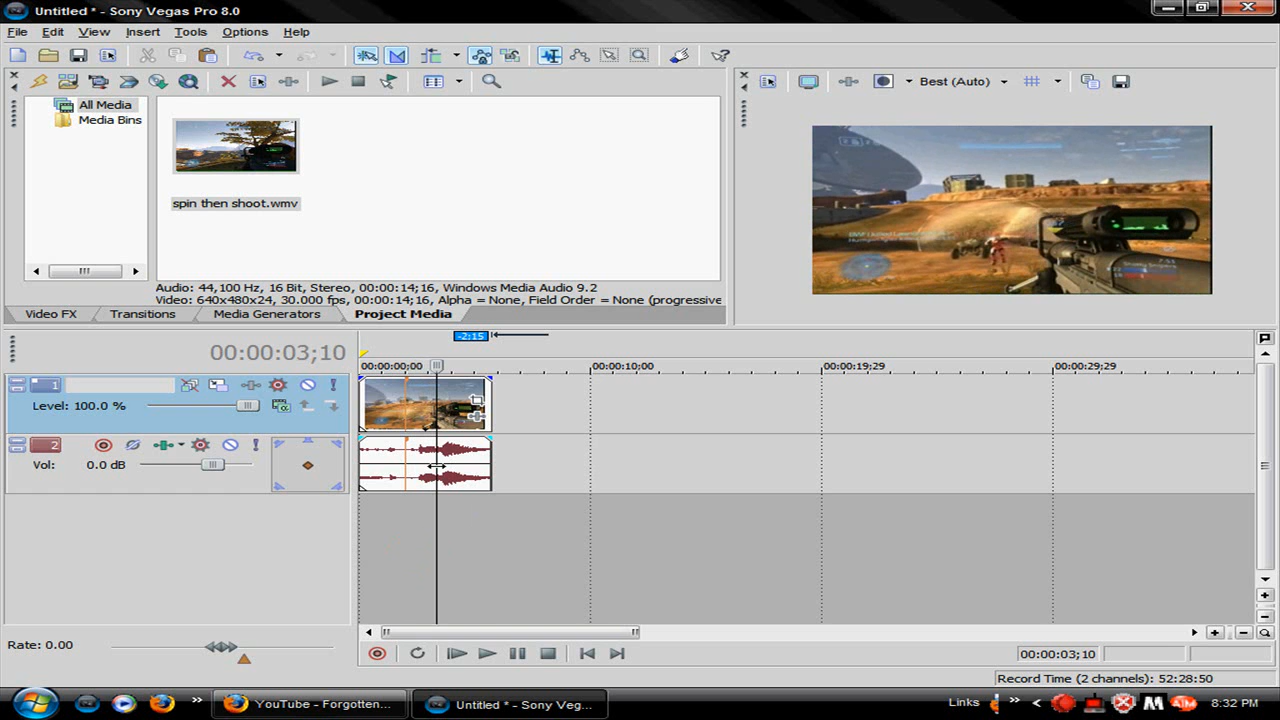 Untitled * - Sony Vegas Pro 8.0
File Edit View Insert Tools Options Help
All Media
Media Bins
spin then shoot.wmv
Best (Auto)
Audio: 44,100 Hz, 16 Bit, Stereo, 00:00:14;16, Windows Media Audio 9.2
Video: 640x480x24, 30.000 fps, 00:00:14;16, Alpha = None, Field Order = None (progressive
Video FX Transitions Media Generators Project Media
-2:15
00:00:03;10
00:00:00;00 00:00:10;00 00:00:19;29 00:00:29;29
1
Level: 100.0 %
2
Vol: 0.0 dB
Rate: 0.00
00:00:03;10
Record Time (2 channels): 52:28:50
YouTube - Forgotten...
Untitled * - Sony Veg...
Links
AIM
8:32 PM